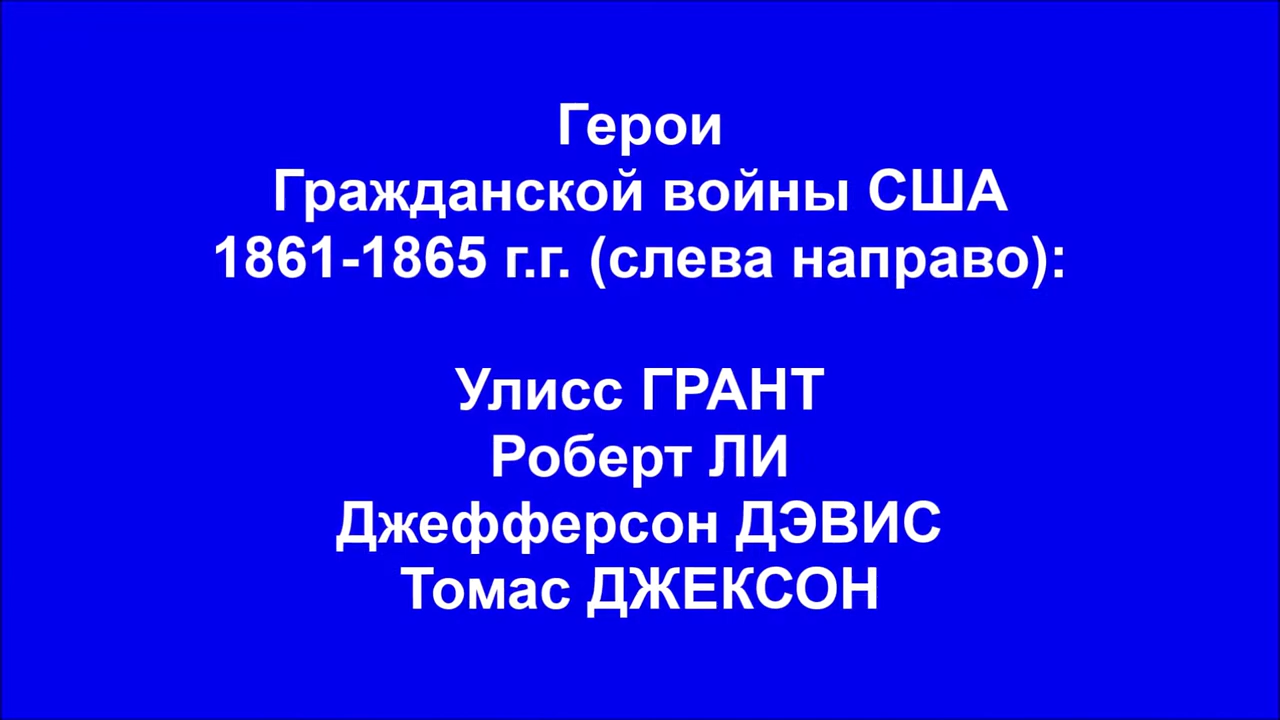 Герои
Гражданской войны США
1861-1865 г.г. (слева направо):
Улисс ГРАНТ
Роберт ЛИ
Джефферсон ДЭВИС
Томас ДЖЕКСОН